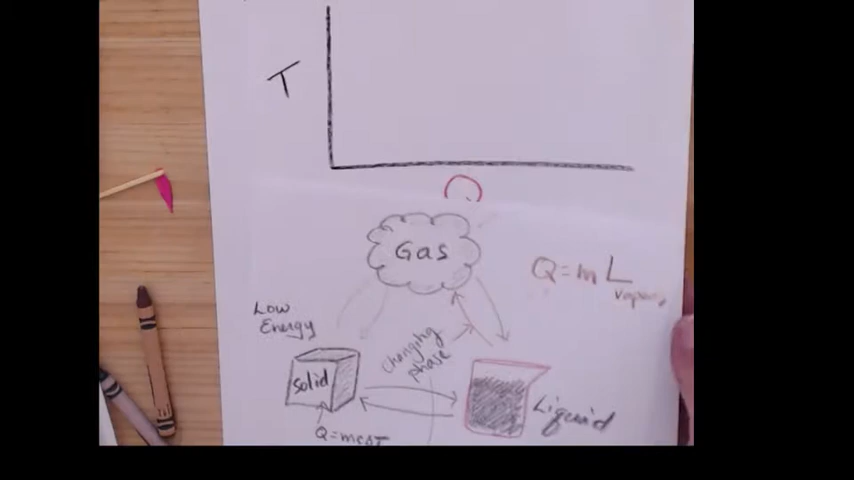 T
Gas
Q=mL
vapor,
Low
Energy
Changing
phase
Solid
Liquid
Q=mcΔT